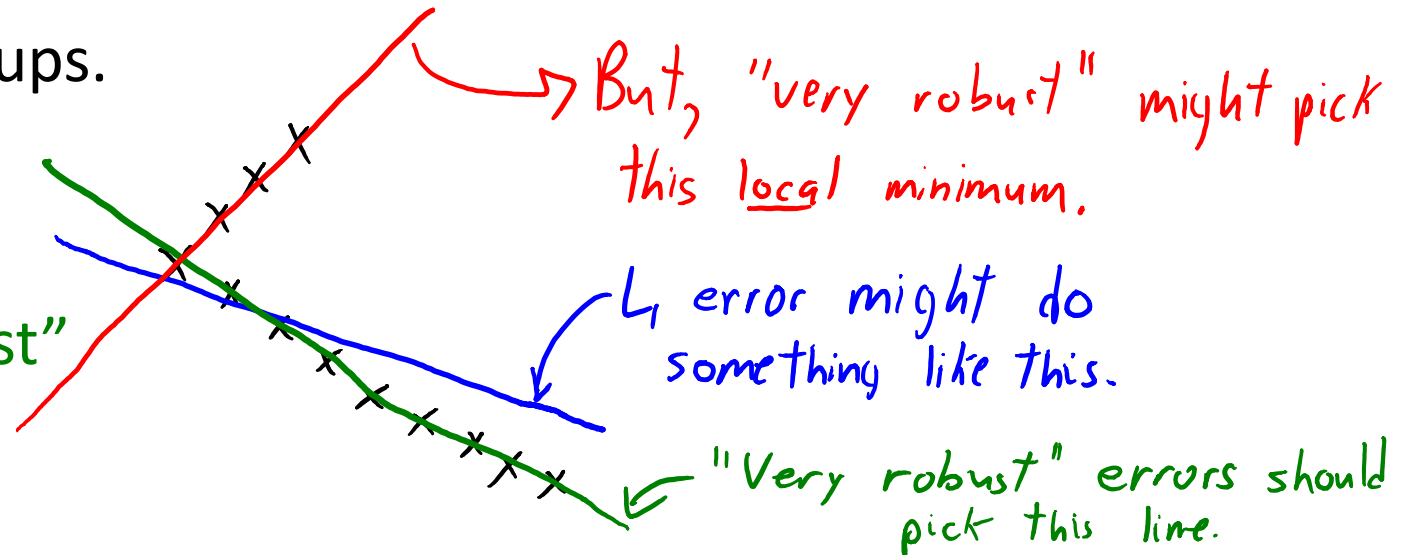 ups.
But, "very robust" might pick
this local minimum.
L1 error might do
something like this.
st”
"Very robust" errors should
pick this line.